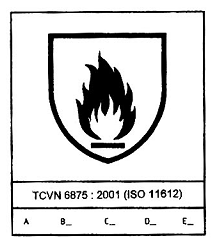 TCVN 6875 : 2001 (ISO 11612)
A B_ C_ D_ E_